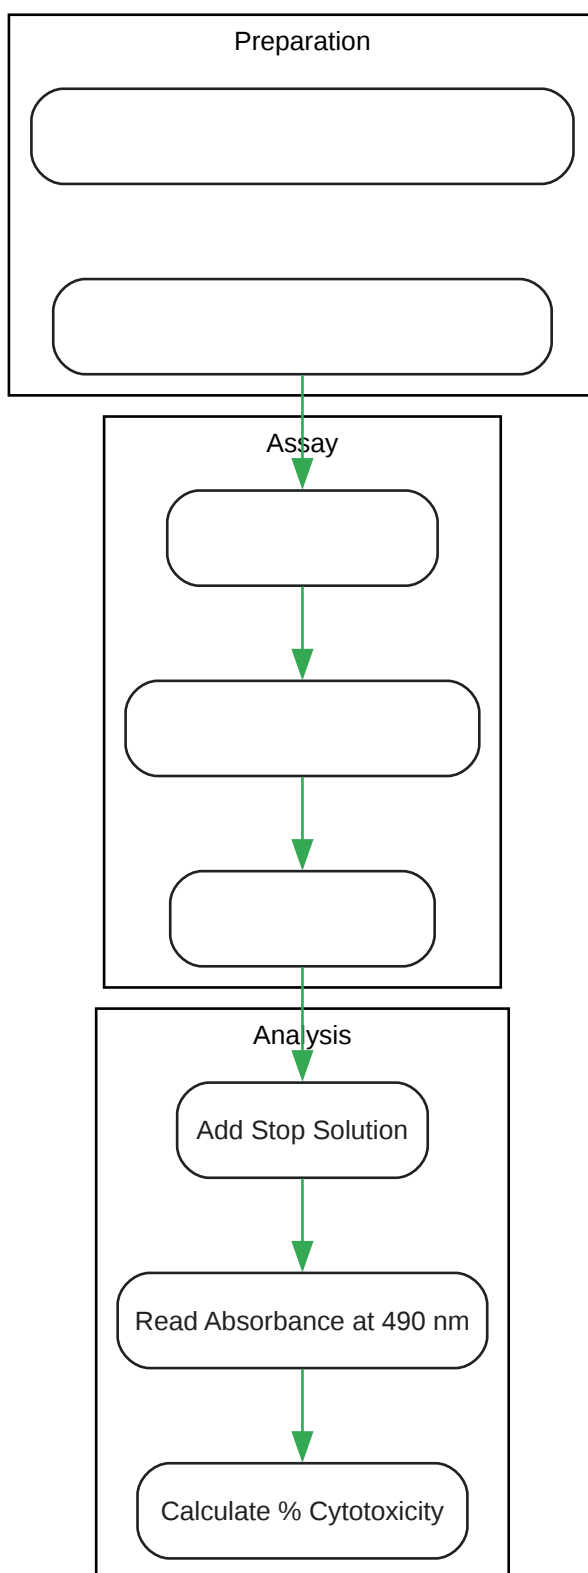 Preparation
Assay
Analysis
Add Stop Solution
Read Absorbance at 490 nm
Calculate % Cytotoxicity